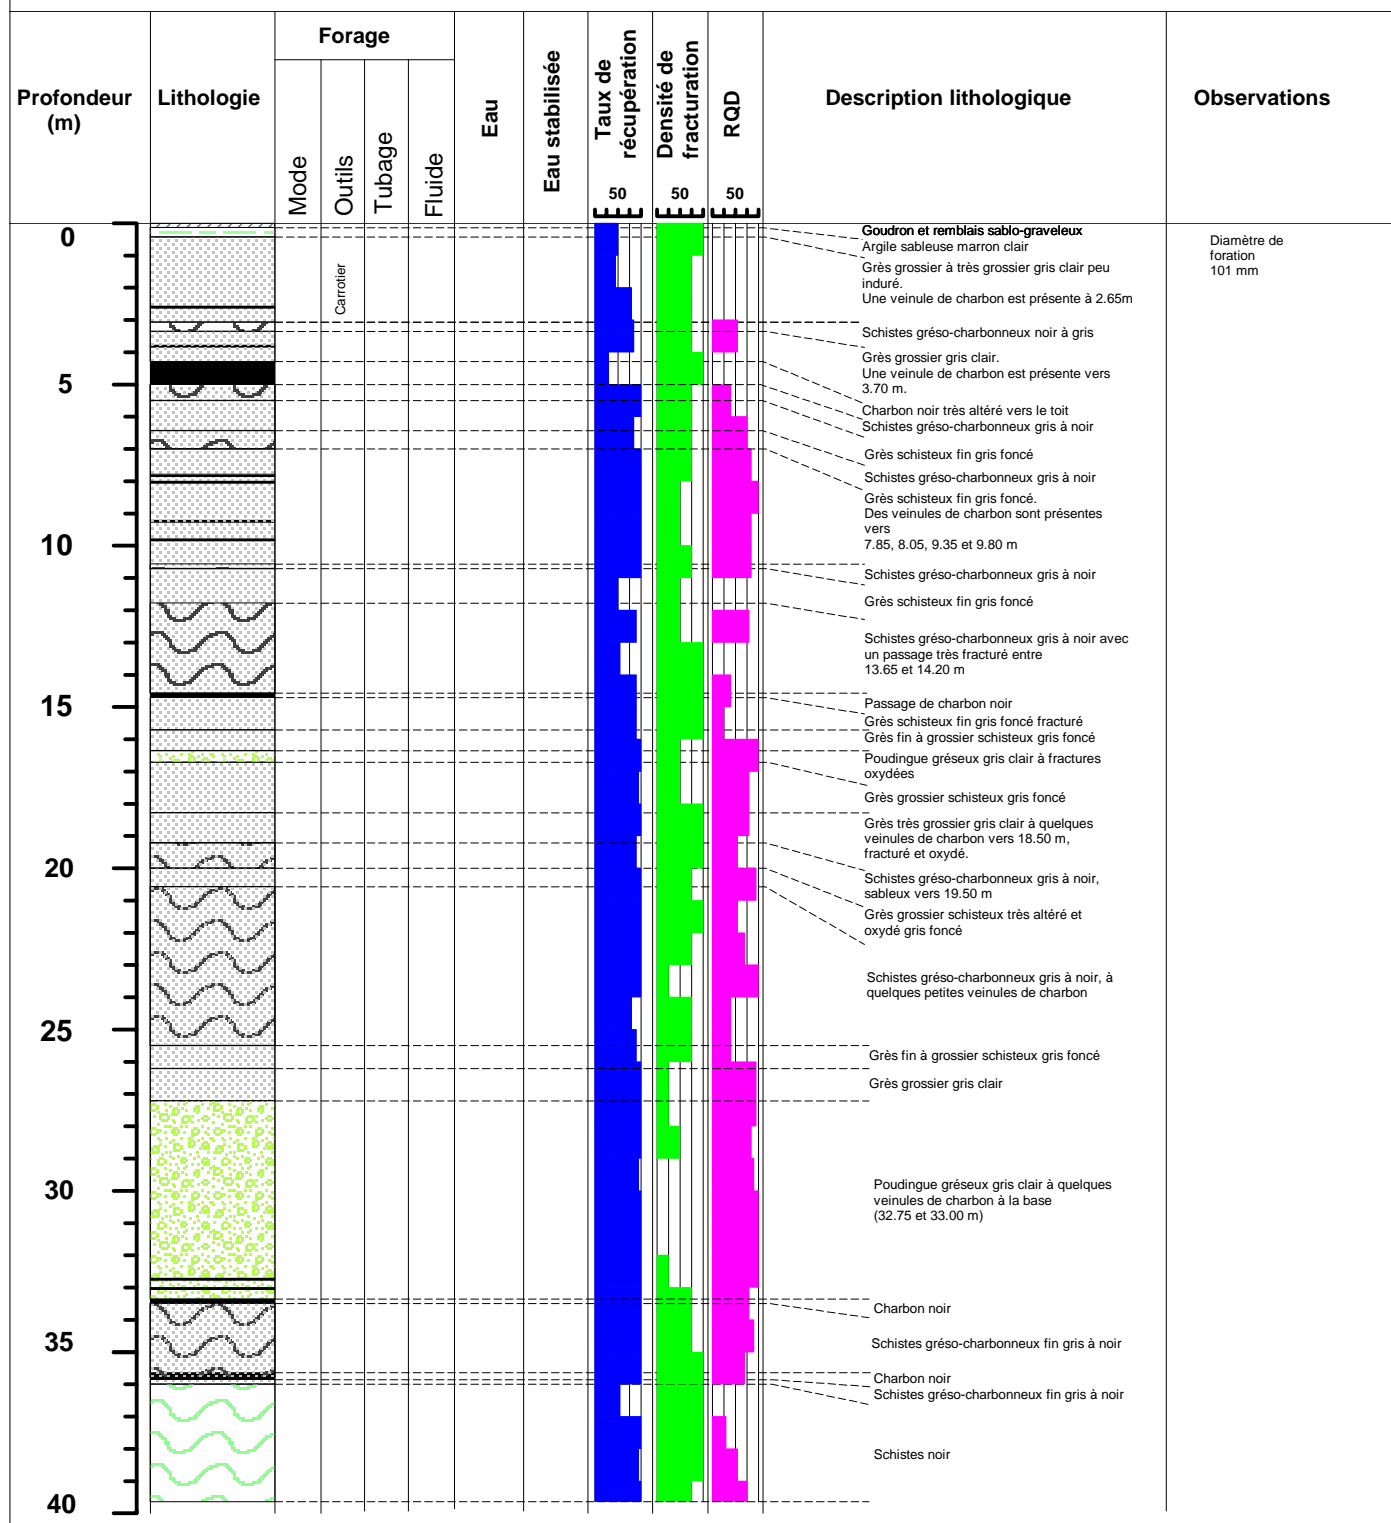 Profondeur
(m)
Lithologie
Forage
Mode
Outils
Tubage
Fluide
Eau
Eau stabilisée
Taux de
récupération
Densité de
fracturation
RQD
Description lithologique
Observations
50
50
50
0
5
10
15
20
25
30
35
40
Carrotier
Goudron et remblais sablo-graveleux
Argile sableuse marron clair
Grès grossier à très grossier gris clair peu
induré.
Une veinule de charbon est présente à 2.65m
Schistes gréso-charbonneux noir à gris
Grès grossier gris clair.
Une veinule de charbon est présente vers
3.70 m.
Charbon noir très altéré vers le toit
Schistes gréso-charbonneux gris à noir
Grès schisteux fin gris foncé
Schistes gréso-charbonneux gris à noir
Grès schisteux fin gris foncé.
Des veinules de charbon sont présentes
vers
7.85, 8.05, 9.35 et 9.80 m
Schistes gréso-charbonneux gris à noir
Grès schisteux fin gris foncé
Schistes gréso-charbonneux gris à noir avec
un passage très fracturé entre
13.65 et 14.20 m
Passage de charbon noir
Grès schisteux fin gris foncé fracturé
Grès fin à grossier schisteux gris foncé
Poudingue gréseux gris clair à fractures
oxydées
Grès grossier schisteux gris foncé
Grès très grossier gris clair à quelques
veinules de charbon vers 18.50 m,
fracturé et oxydé.
Schistes gréso-charbonneux gris à noir,
sableux vers 19.50 m
Grès grossier schisteux très altéré et
oxydé gris foncé
Schistes gréso-charbonneux gris à noir, à
quelques petites veinules de charbon
Grès fin à grossier schisteux gris foncé
Grès grossier gris clair
Poudingue gréseux gris clair à quelques
veinules de charbon à la base
(32.75 et 33.00 m)
Charbon noir
Schistes gréso-charbonneux fin gris à noir
Charbon noir
Schistes gréso-charbonneux fin gris à noir
Schistes noir
Diamètre de
foration
101 mm